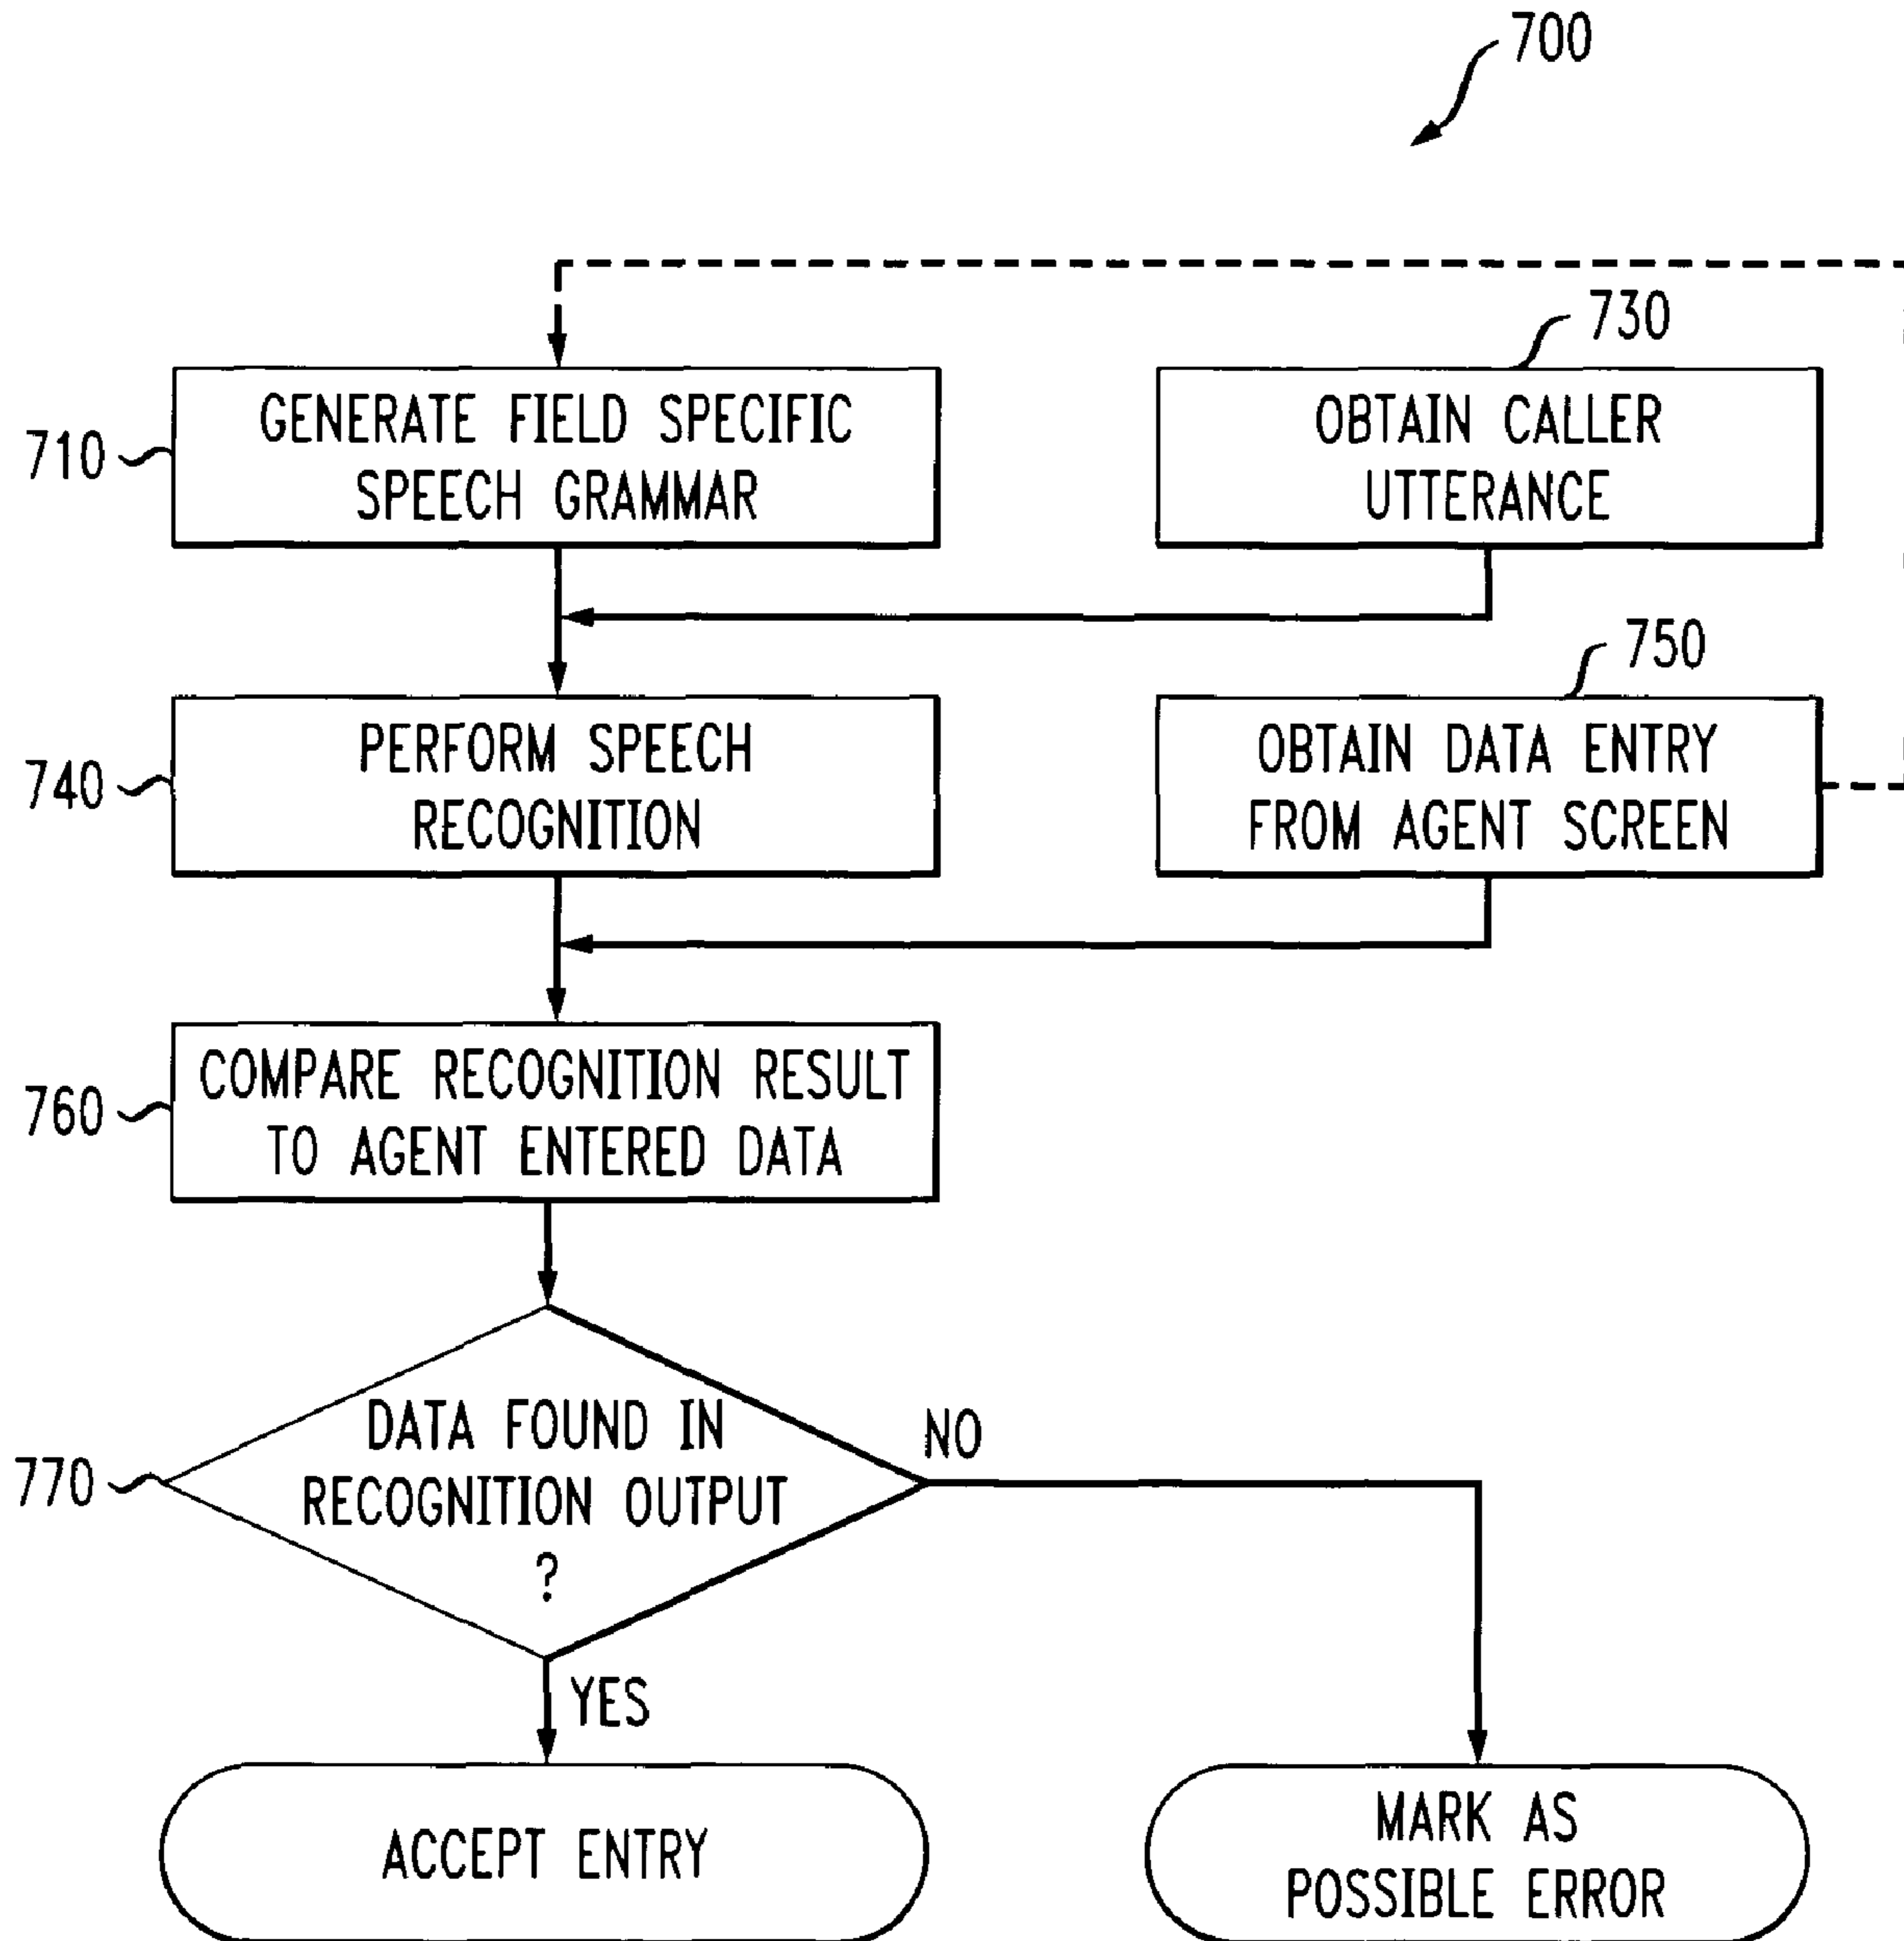 700
730
GENERATE FIELD SPECIFIC
SPEECH GRAMMAR
710
OBTAIN CALLER
UTTERANCE
750
PERFORM SPEECH
RECOGNITION
740
OBTAIN DATA ENTRY
FROM AGENT SCREEN
COMPARE RECOGNITION RESULT
TO AGENT ENTERED DATA
760
DATA FOUND IN
RECOGNITION OUTPUT
?
770
NO
YES
ACCEPT ENTRY
MARK AS
POSSIBLE ERROR